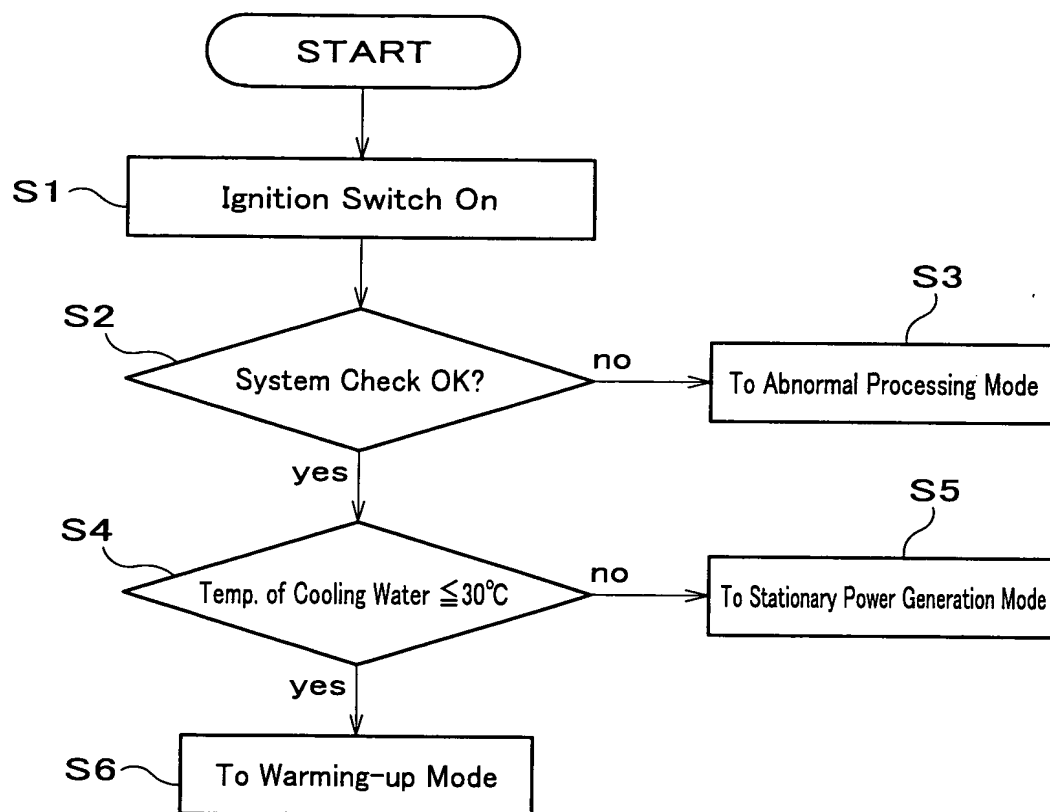 START
S1
Ignition Switch On
S2
System Check OK?
no
S3
To Abnormal Processing Mode
yes
S4
Temp. of Cooling Water ≦30℃
no
S5
To Stationary Power Generation Mode
yes
S6
To Warming-up Mode